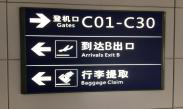 登机口 C01-C30
Gates
到达B出口
Arrivals Exit B
行李提取
Baggage Claim